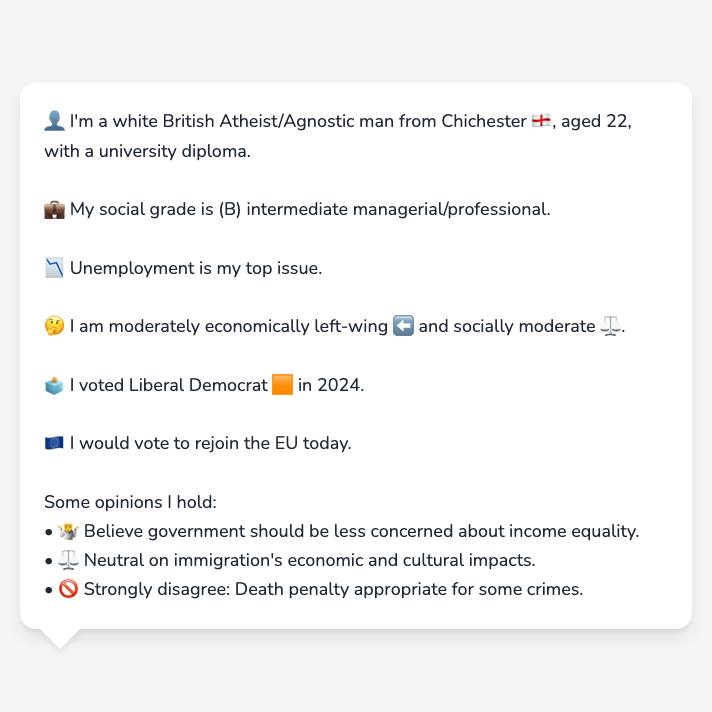 👤 I'm a white British Atheist/Agnostic man from Chichester 🏴󠁧󠁢󠁥󠁮󠁧󠁿, aged 22,
with a university diploma.
💼 My social grade is (B) intermediate managerial/professional.
📉 Unemployment is my top issue.
🤔 I am moderately economically left-wing ⬅️ and socially moderate ⚖️.
🗳️ I voted Liberal Democrat 🟧 in 2024.
🇪🇺 I would vote to rejoin the EU today.
Some opinions I hold:
• 🤷 Believe government should be less concerned about income equality.
• ⚖️ Neutral on immigration's economic and cultural impacts.
• 🚫 Strongly disagree: Death penalty appropriate for some crimes.